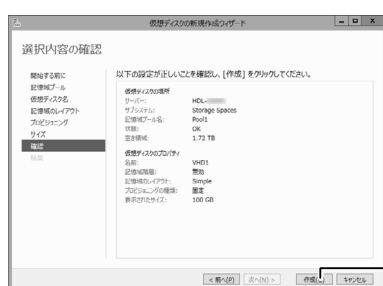 仮想ディスクの新規作成ウィザード
選択内容の確認
開始する前に
記憶域プール
仮想ディスク名
記憶域のレイアウト
プロビジョニング
サイズ
確認
結果
以下の設定が正しいことを確認し、[作成] をクリックしてください。
仮想ディスクの場所
サーバー: HDL-
サブシステム: Storage Spaces
記憶域プール名: Pool1
状態: OK
空き領域: 1.72 TB
仮想ディスクのプロパティ
名前: VHD1
記憶域階層: 無効
記憶域のレイアウト: Simple
プロビジョニングの種類: 固定
要求されたサイズ: 100 GB
< 前へ(P) 次へ(N) > 作成(C) キャンセル